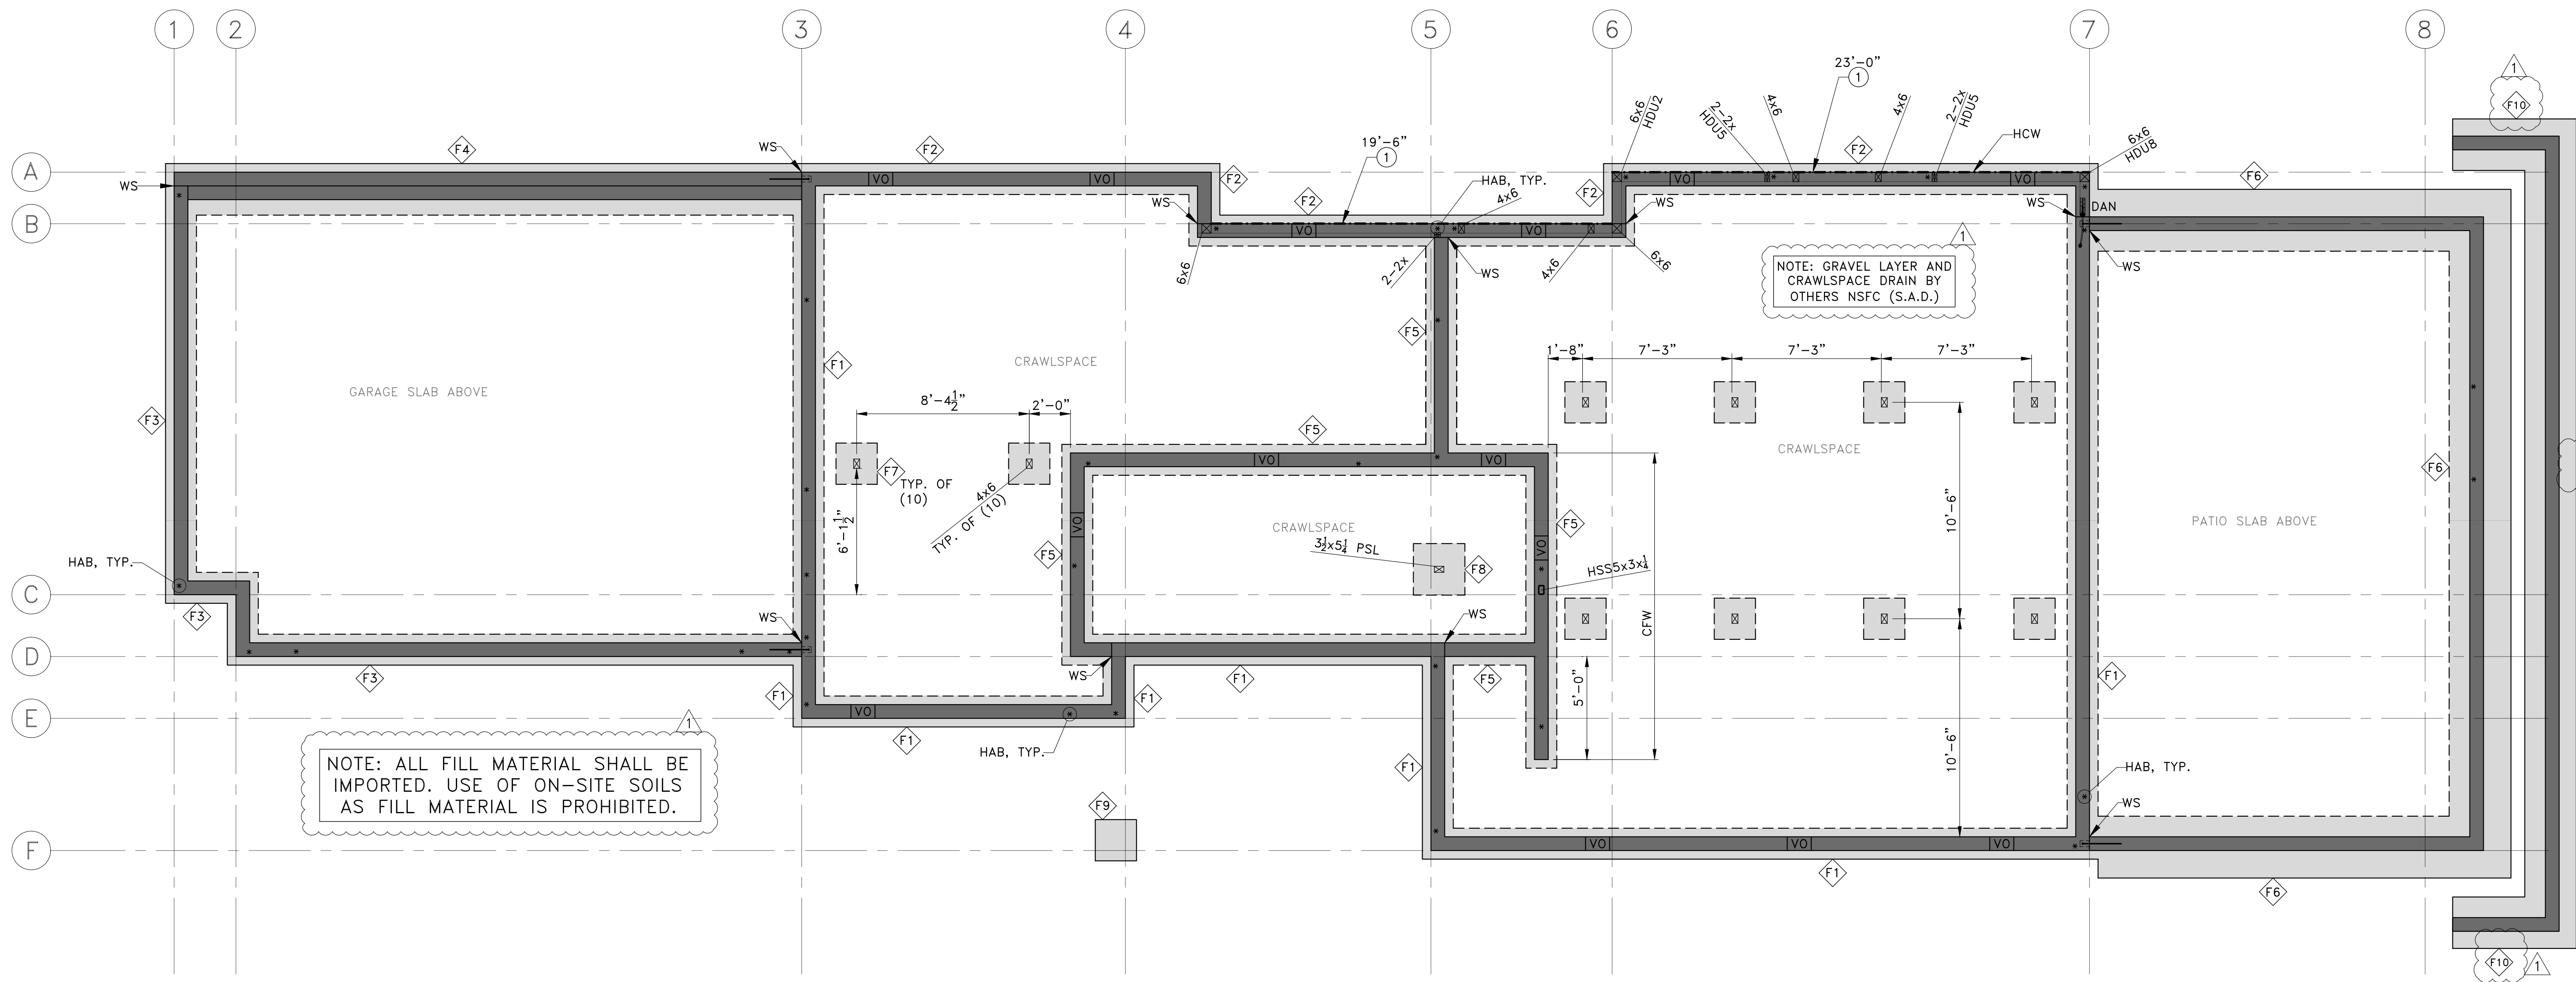 1
2
3
4
5
6
7
8
A
B
C
D
E
F
1
F10
23'-0"
1
6x6
HDU2
2-2x
HDU5
4x6
4x6
2-2x
HDU5
HCW
6x6
HDU8
F4
WS
F2
19'-6"
1
F2
WS
VO
VO
F2
F2
F2
HAB, TYP.
4x6
VO
VO
F6
WS
WS
WS
DAN
VO
VO
6x6
2-2x
WS
4x6
6x6
WS
1
NOTE: GRAVEL LAYER AND
CRAWLSPACE DRAIN BY
OTHERS NSFC (S.A.D.)
F5
F1
CRAWLSPACE
GARAGE SLAB ABOVE
1'-8"
7'-3"
7'-3"
7'-3"
8'-4 1/2"
2'-0"
F3
F5
F7
TYP. OF
(10)
4x6
TYP. OF (10)
VO
VO
CRAWLSPACE
F6
6'-1 1/2"
VO
CRAWLSPACE
F5
F5
VO
3 1/2x5 1/4 PSL
F8
HSS5x3x1/4
10'-6"
PATIO SLAB ABOVE
HAB, TYP.
F3
WS
WS
CFW
F3
F1
WS
F1
F1
F5
5'-0"
F1
VO
F1
HAB, TYP.
F1
10'-6"
HAB, TYP.
WS
1
NOTE: ALL FILL MATERIAL SHALL BE
IMPORTED. USE OF ON-SITE SOILS
AS FILL MATERIAL IS PROHIBITED.
F9
VO
VO
VO
F1
F6
F10
1